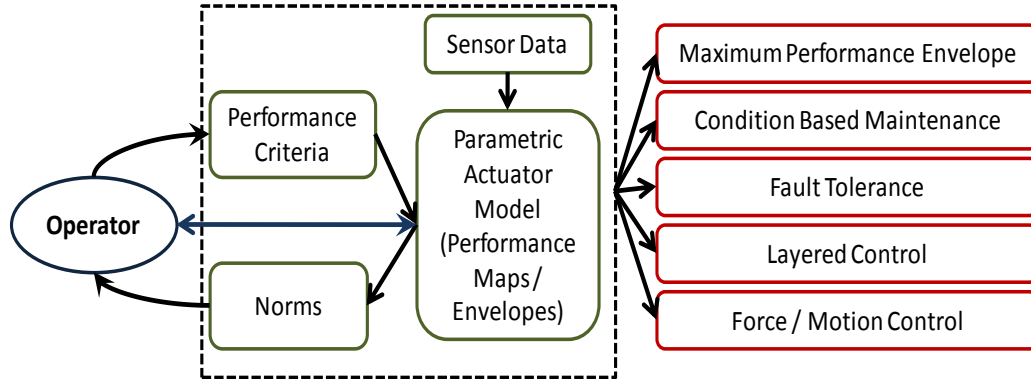 Sensor Data
Performance
Criteria
Parametric
Actuator
Model
(Performance
Maps/
Envelopes)
Operator
Norms
Maximum Performance Envelope
Condition Based Maintenance
Fault Tolerance
Layered Control
Force / Motion Control